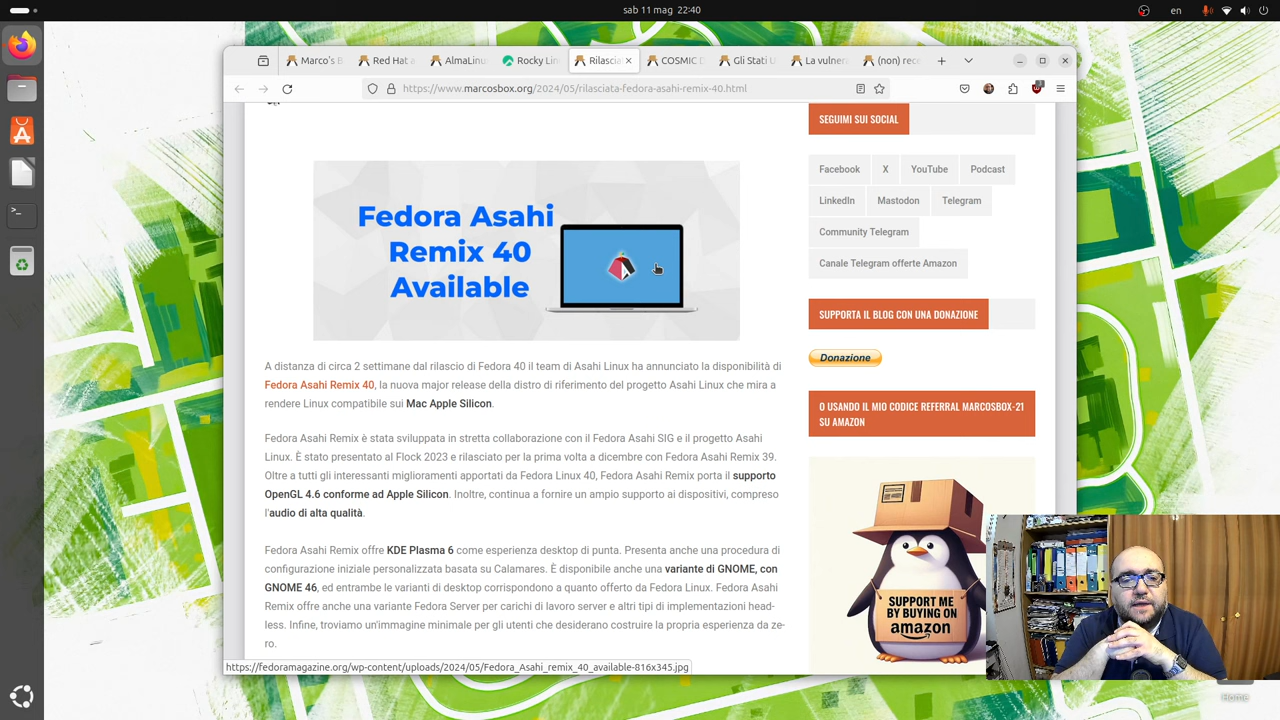 sab 11 mag 22:40
en
Marco's B
Red Hat a
AlmaLinu
Rocky Lin
Rilascia
COSMIC D
Gli Stati U
La vulnera
(non) rece
https://www.marcosbox.org/2024/05/rilasciata-fedora-asahi-remix-40.html
Fedora Asahi
Remix 40
Available
A distanza di circa 2 settimane dal rilascio di Fedora 40 il team di Asahi Linux ha annunciato la disponibilità di
Fedora Asahi Remix 40, la nuova major release della distro di riferimento del progetto Asahi Linux che mira a
rendere Linux compatibile sui Mac Apple Silicon.
Fedora Asahi Remix è stata sviluppata in stretta collaborazione con il Fedora Asahi SIG e il progetto Asahi
Linux. È stato presentato al Flock 2023 e rilasciato per la prima volta a dicembre con Fedora Asahi Remix 39.
Oltre a tutti gli interessanti miglioramenti apportati da Fedora Linux 40, Fedora Asahi Remix porta il supporto
OpenGL 4.6 conforme ad Apple Silicon. Inoltre, continua a fornire un ampio supporto ai dispositivi, compreso
l'audio di alta qualità.
Fedora Asahi Remix offre KDE Plasma 6 come esperienza desktop di punta. Presenta anche una procedura di
configurazione iniziale personalizzata basata su Calamares. È disponibile anche una variante di GNOME, con
GNOME 46, ed entrambe le varianti di desktop corrispondono a quanto offerto da Fedora Linux. Fedora Asahi
Remix offre anche una variante Fedora Server per carichi di lavoro server e altri tipi di implementazioni head-
less. Infine, troviamo un'immagine minimale per gli utenti che desiderano costruire la propria esperienza da ze-
ro.
SEGUIMI SUI SOCIAL
Facebook
X
YouTube
Podcast
LinkedIn
Mastodon
Telegram
Community Telegram
Canale Telegram offerte Amazon
SUPPORTA IL BLOG CON UNA DONAZIONE
Donazione
O USANDO IL MIO CODICE REFERRAL MARCOSBOX-21
SU AMAZON
SUPPORT ME
BY BUYING ON
amazon
https://fedoramagazine.org/wp-content/uploads/2024/05/Fedora_Asahi_remix_40_available-816x345.jpg
Home